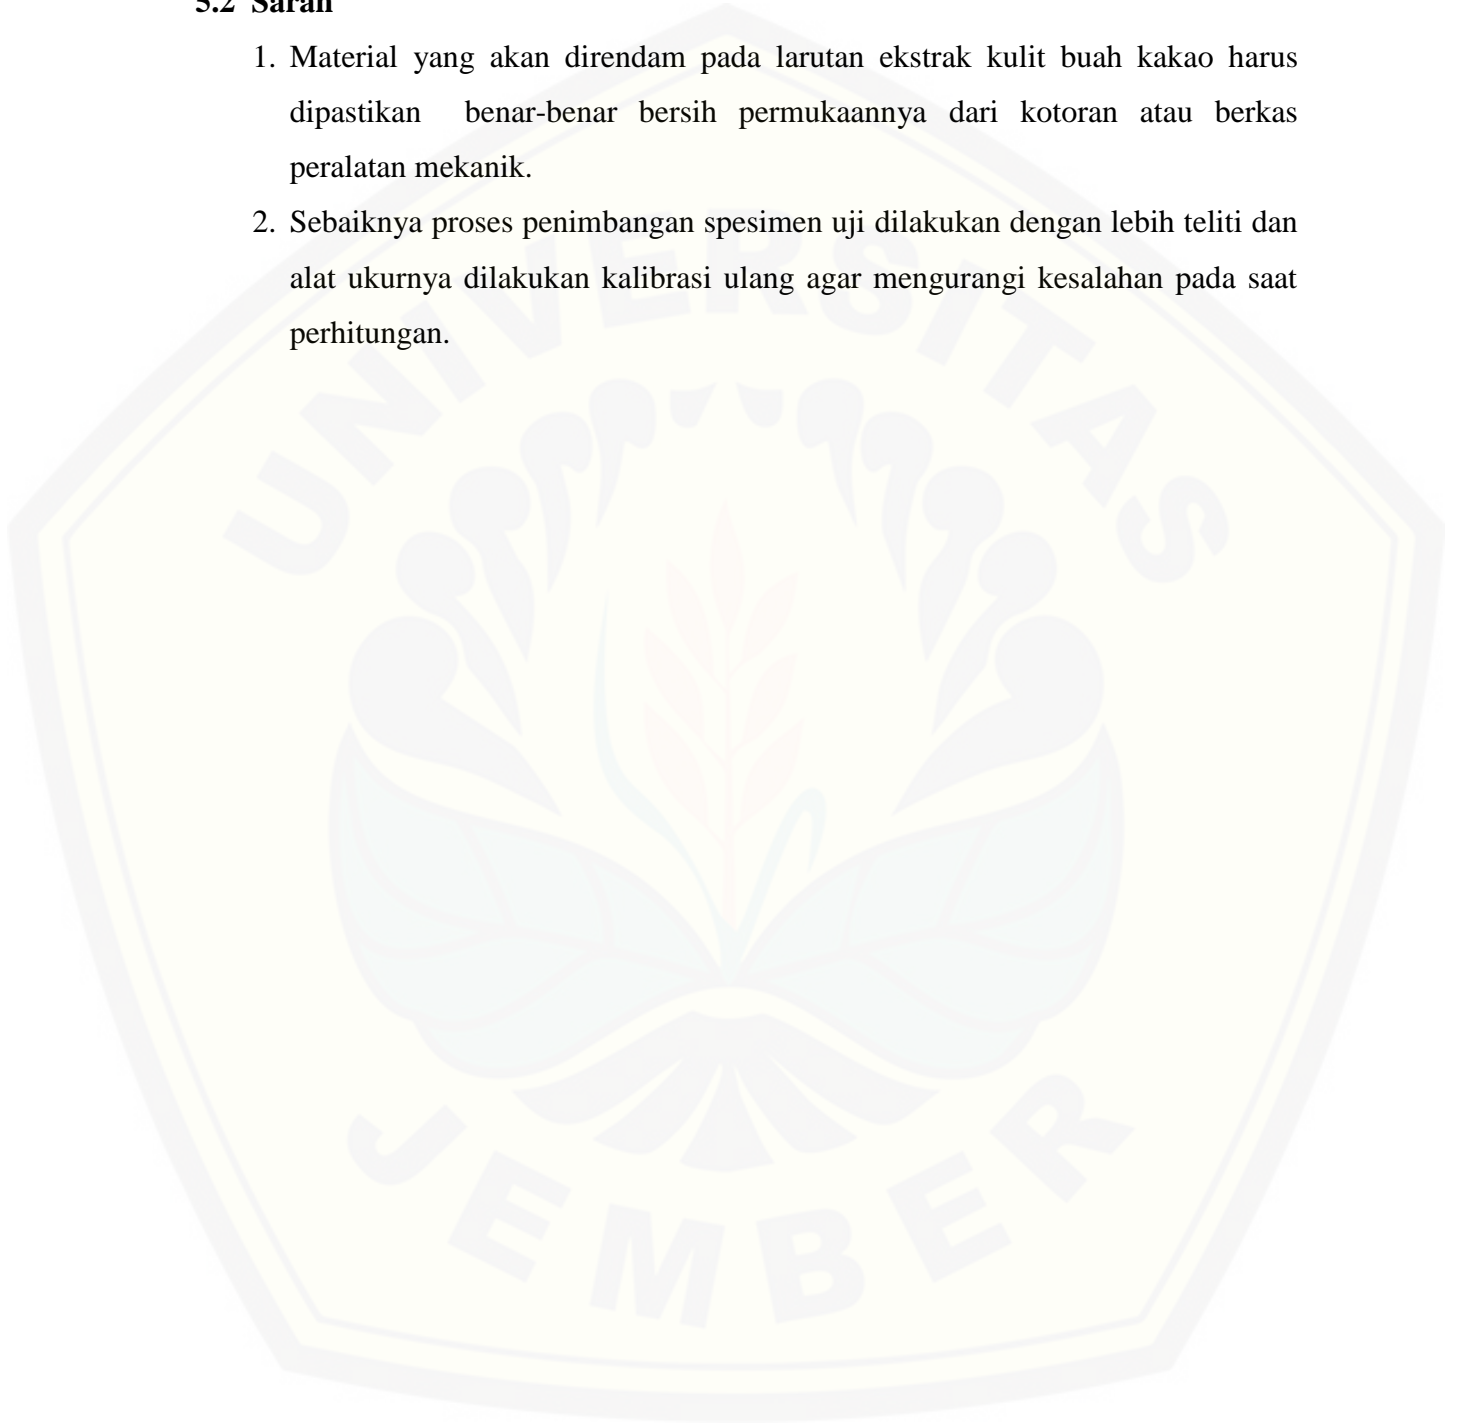 5.2 Saran
1. Material yang akan direndam pada larutan ekstrak kulit buah kakao harus
dipastikan benar-benar bersih permukaannya dari kotoran atau berkas
peralatan mekanik.
2. Sebaiknya proses penimbangan spesimen uji dilakukan dengan lebih teliti dan
alat ukurnya dilakukan kalibrasi ulang agar mengurangi kesalahan pada saat
perhitungan.
UNIVERSITAS
JEMBER